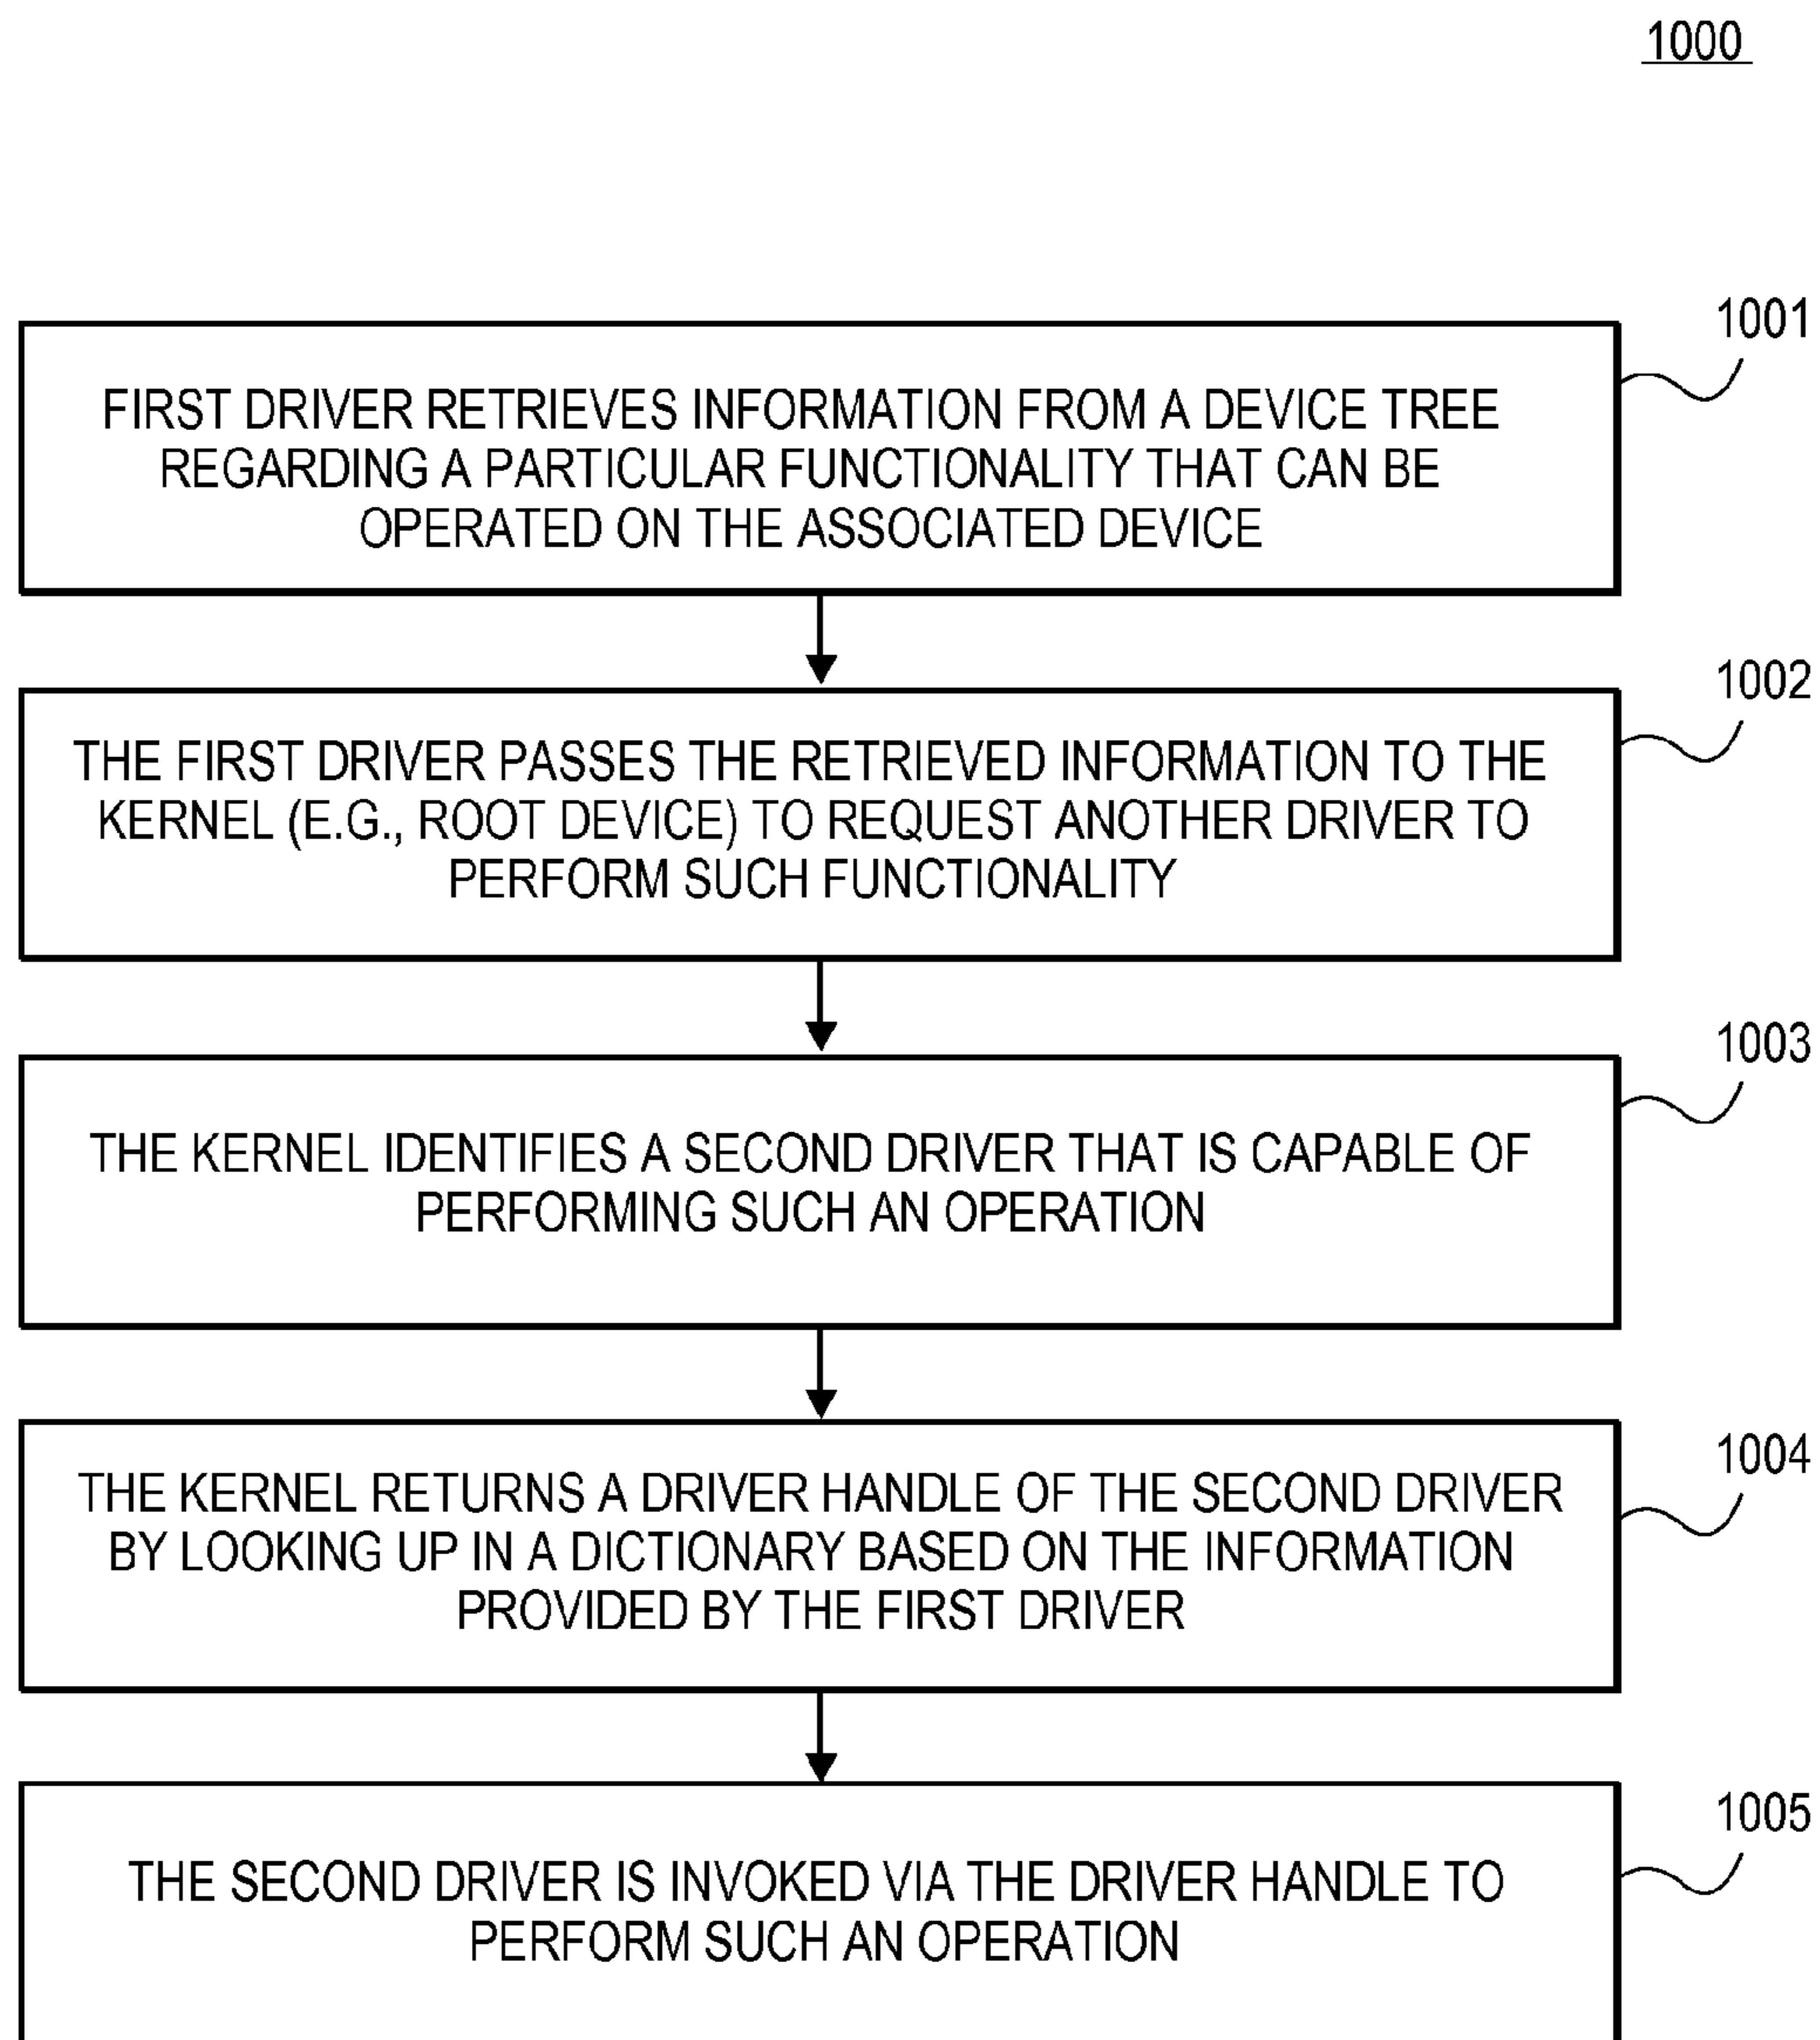 1000
1001
FIRST DRIVER RETRIEVES INFORMATION FROM A DEVICE TREE
REGARDING A PARTICULAR FUNCTIONALITY THAT CAN BE
OPERATED ON THE ASSOCIATED DEVICE
1002
THE FIRST DRIVER PASSES THE RETRIEVED INFORMATION TO THE
KERNEL (E.G., ROOT DEVICE) TO REQUEST ANOTHER DRIVER TO
PERFORM SUCH FUNCTIONALITY
1003
THE KERNEL IDENTIFIES A SECOND DRIVER THAT IS CAPABLE OF
PERFORMING SUCH AN OPERATION
1004
THE KERNEL RETURNS A DRIVER HANDLE OF THE SECOND DRIVER
BY LOOKING UP IN A DICTIONARY BASED ON THE INFORMATION
PROVIDED BY THE FIRST DRIVER
1005
THE SECOND DRIVER IS INVOKED VIA THE DRIVER HANDLE TO
PERFORM SUCH AN OPERATION